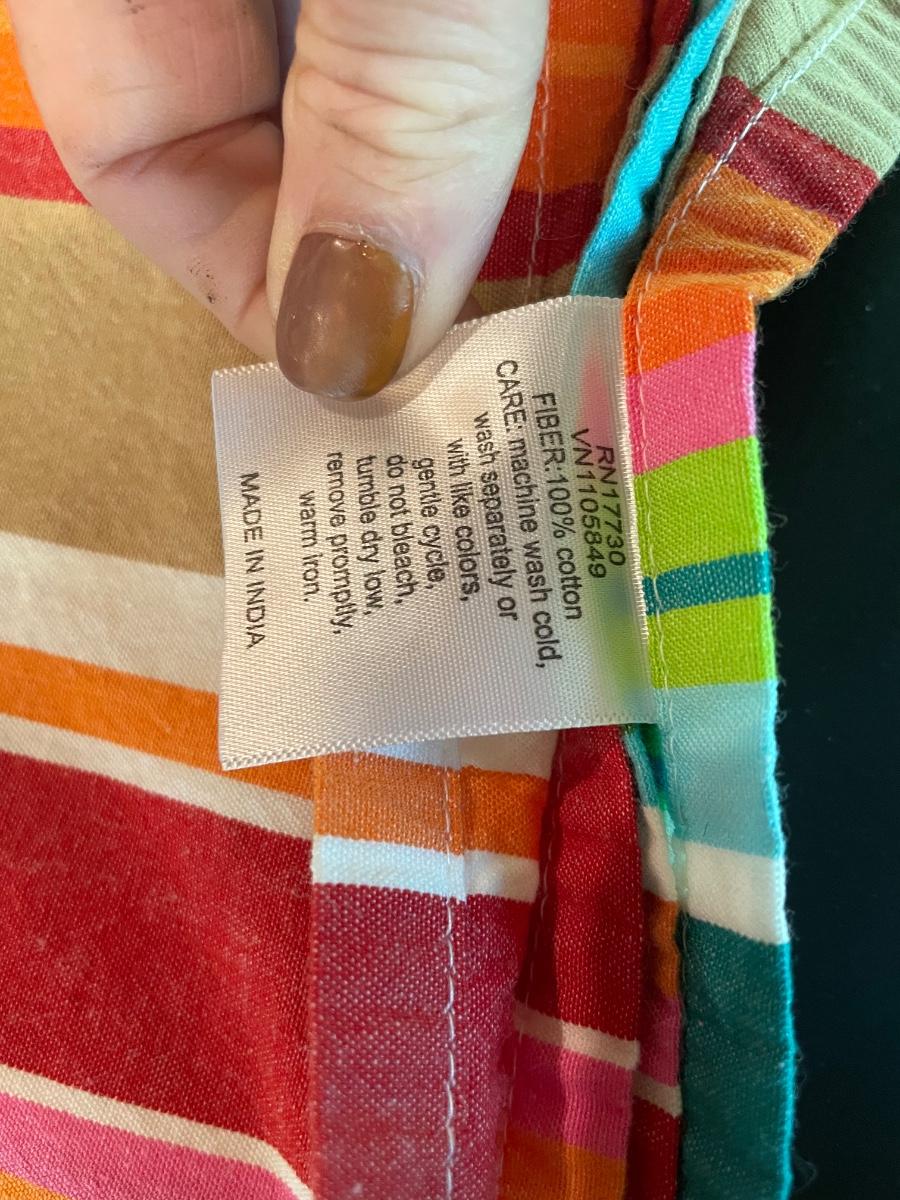 RN17730
VN1105849
FIBER:100% cotton
CARE: machine wash cold,
wash separately or
with like colors,
gentle cycle,
do not bleach,
tumble dry low,
remove promptly,
warm iron.
MADE IN INDIA